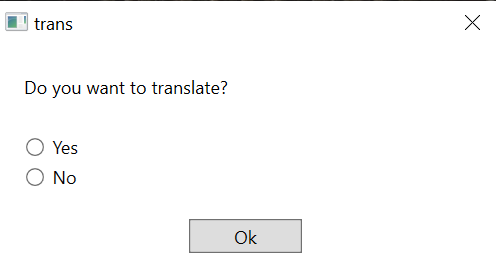 trans
Do you want to translate?
Yes
No
Ok